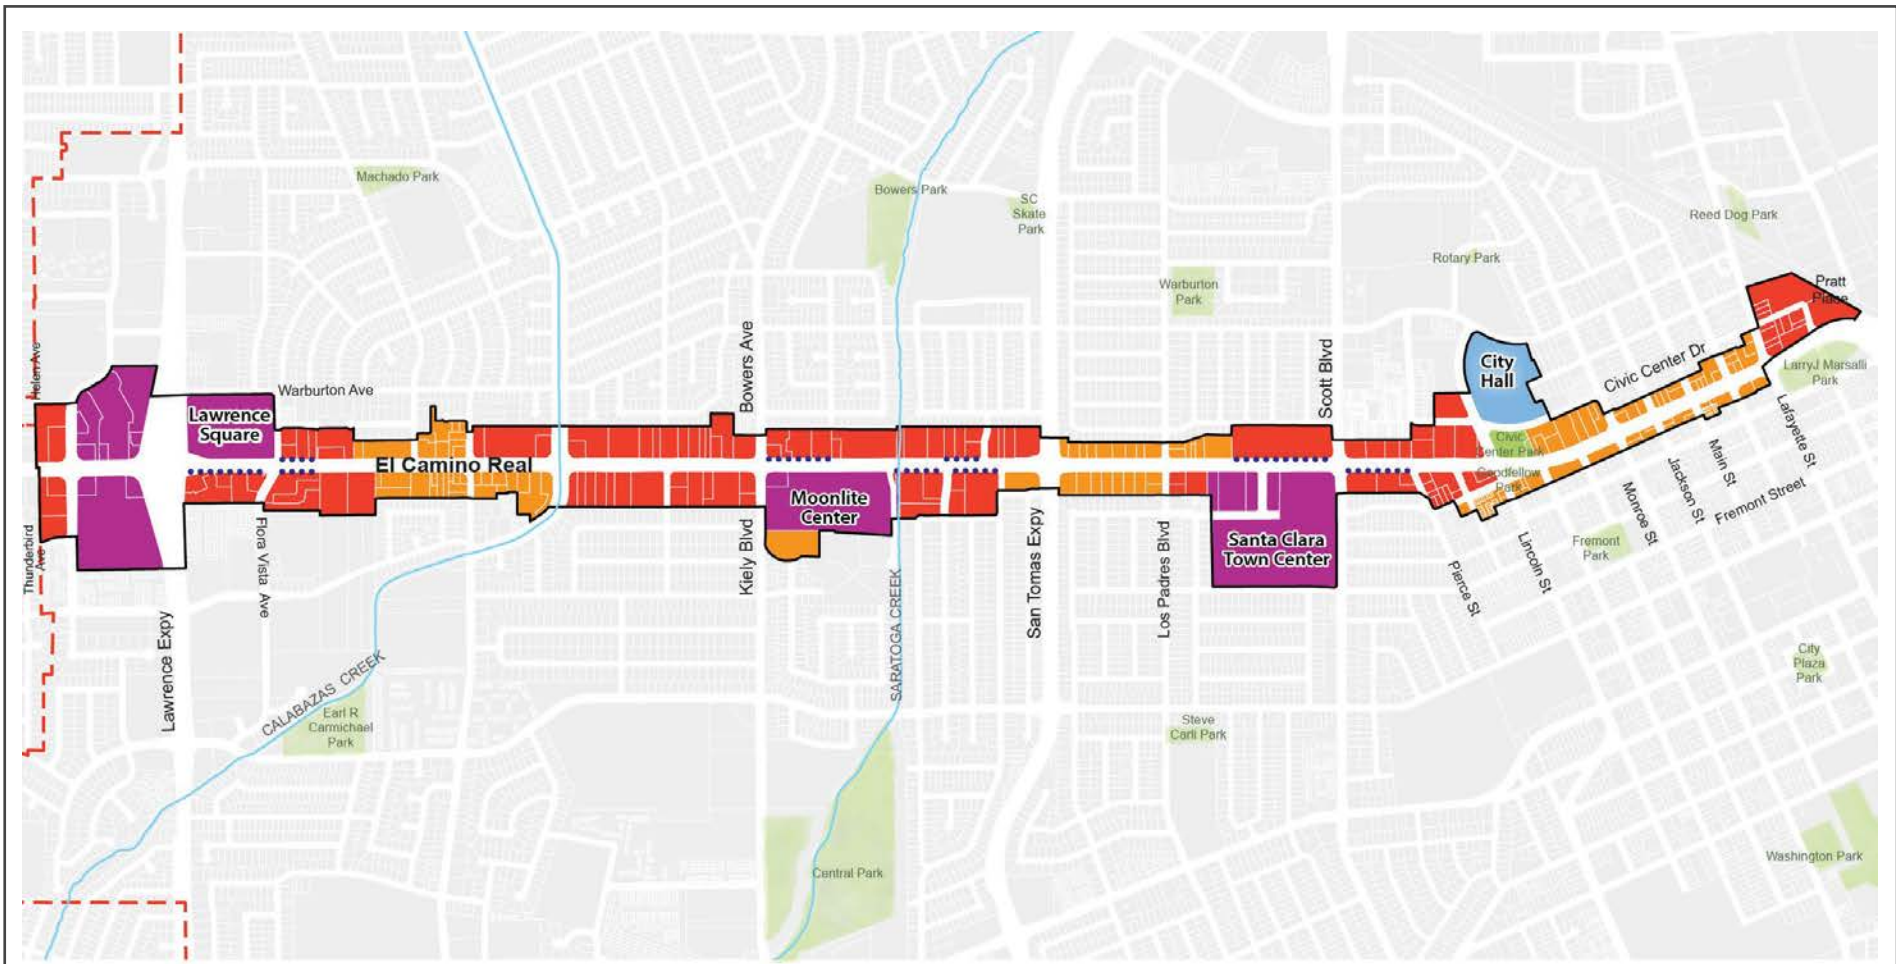 Machado Park
Bowers Park
SC
Skate
Park
Reed Dog Park
Rotary Park
Warburton
Park
Pratt
Place
Helen Ave
Bowers Ave
Scott Blvd
City
Hall
Civic Center Dr
Larry J Marsalli
Park
Warburton Ave
Lawrence
Square
El Camino Real
Civic
Center Park
Goodfellow
Park
Lafayette St
Main St
Jackson St
Monroe St
Fremont Street
Moonlite
Center
Santa Clara
Town Center
Thunderbird
Ave
Flora Vista Ave
Kiely Blvd
San Tomas Expy
Los Padres Blvd
Pierce St
Lincoln St
Fremont
Park
Lawrence Expy
CALABAZAS CREEK
SARATOGA CREEK
City
Plaza
Park
Earl R
Carmichael
Park
Steve
Carli Park
Central Park
Washington Park